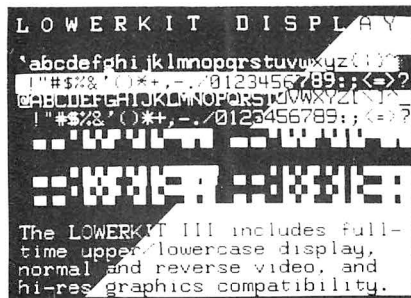 LOWERKIT DISPLAY
`abcdefghijklmnopqrstuvwxyz{|}~
!"#$%&'()*+,-./0123456789:;<=>?
@ABCDEFGHIJKLMNOPQRSTUVWXYZ[\]^
!"#$%&'()*+,-./0123456789:;<=>?
The LOWERKIT III includes full-
time upper/lowercase display,
normal and reverse video, and
hi-res graphics compatibility.